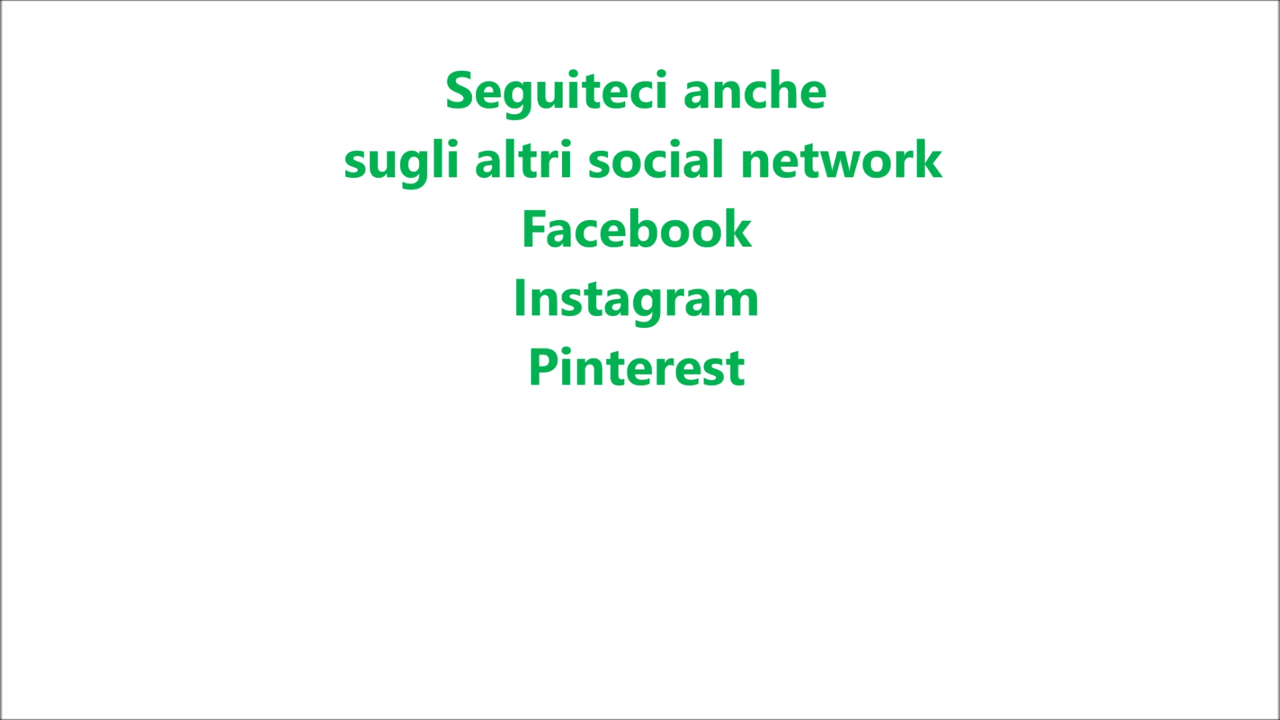 Seguiteci anche
sugli altri social network
Facebook
Instagram
Pinterest